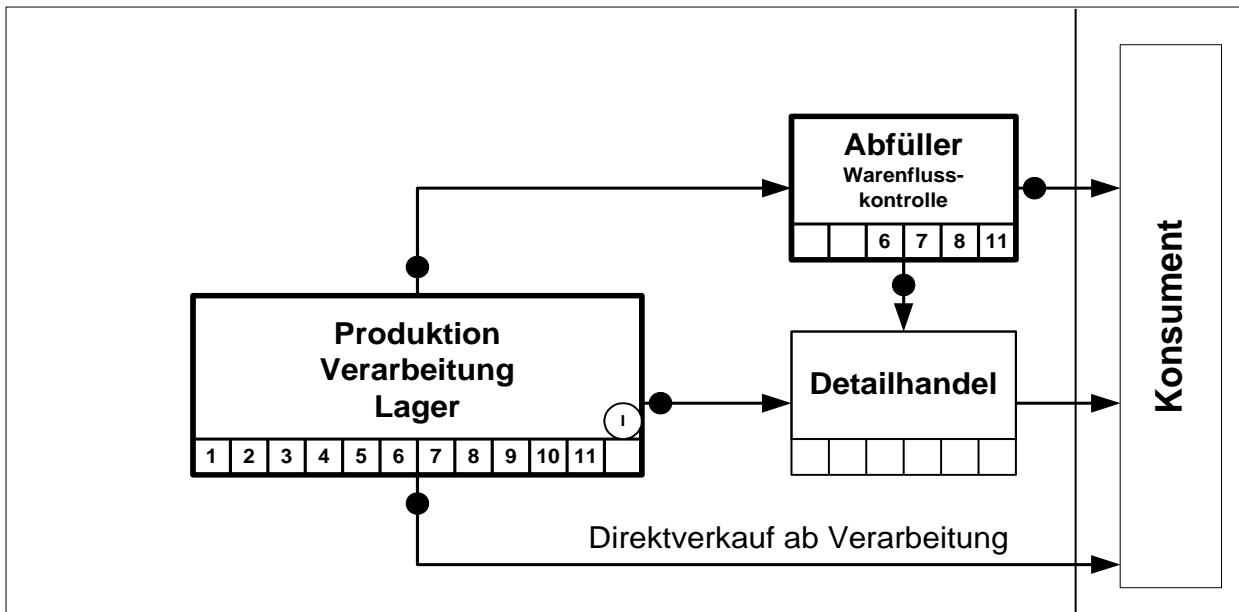 Abfüller
Warenfluss-
kontrolle
6 7 8 11
Produktion
Verarbeitung
Lager
I
1 2 3 4 5 6 7 8 9 10 11
Detailhandel
Direktverkauf ab Verarbeitung
Konsument